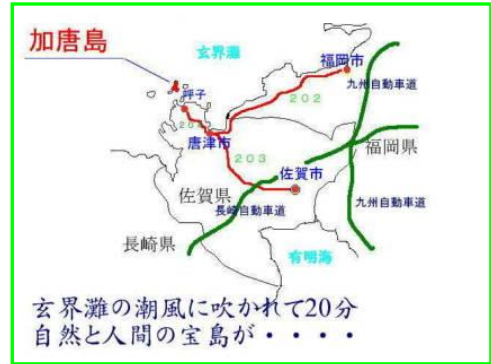 加唐島
玄界灘
福岡市
九州自動車道
呼子
202
204
唐津市
203
福岡県
佐賀市
佐賀県
長崎自動車道
九州自動車道
長崎県
有明海
玄界灘の潮風に吹かれて20分
自然と人間の宝島が・・・・